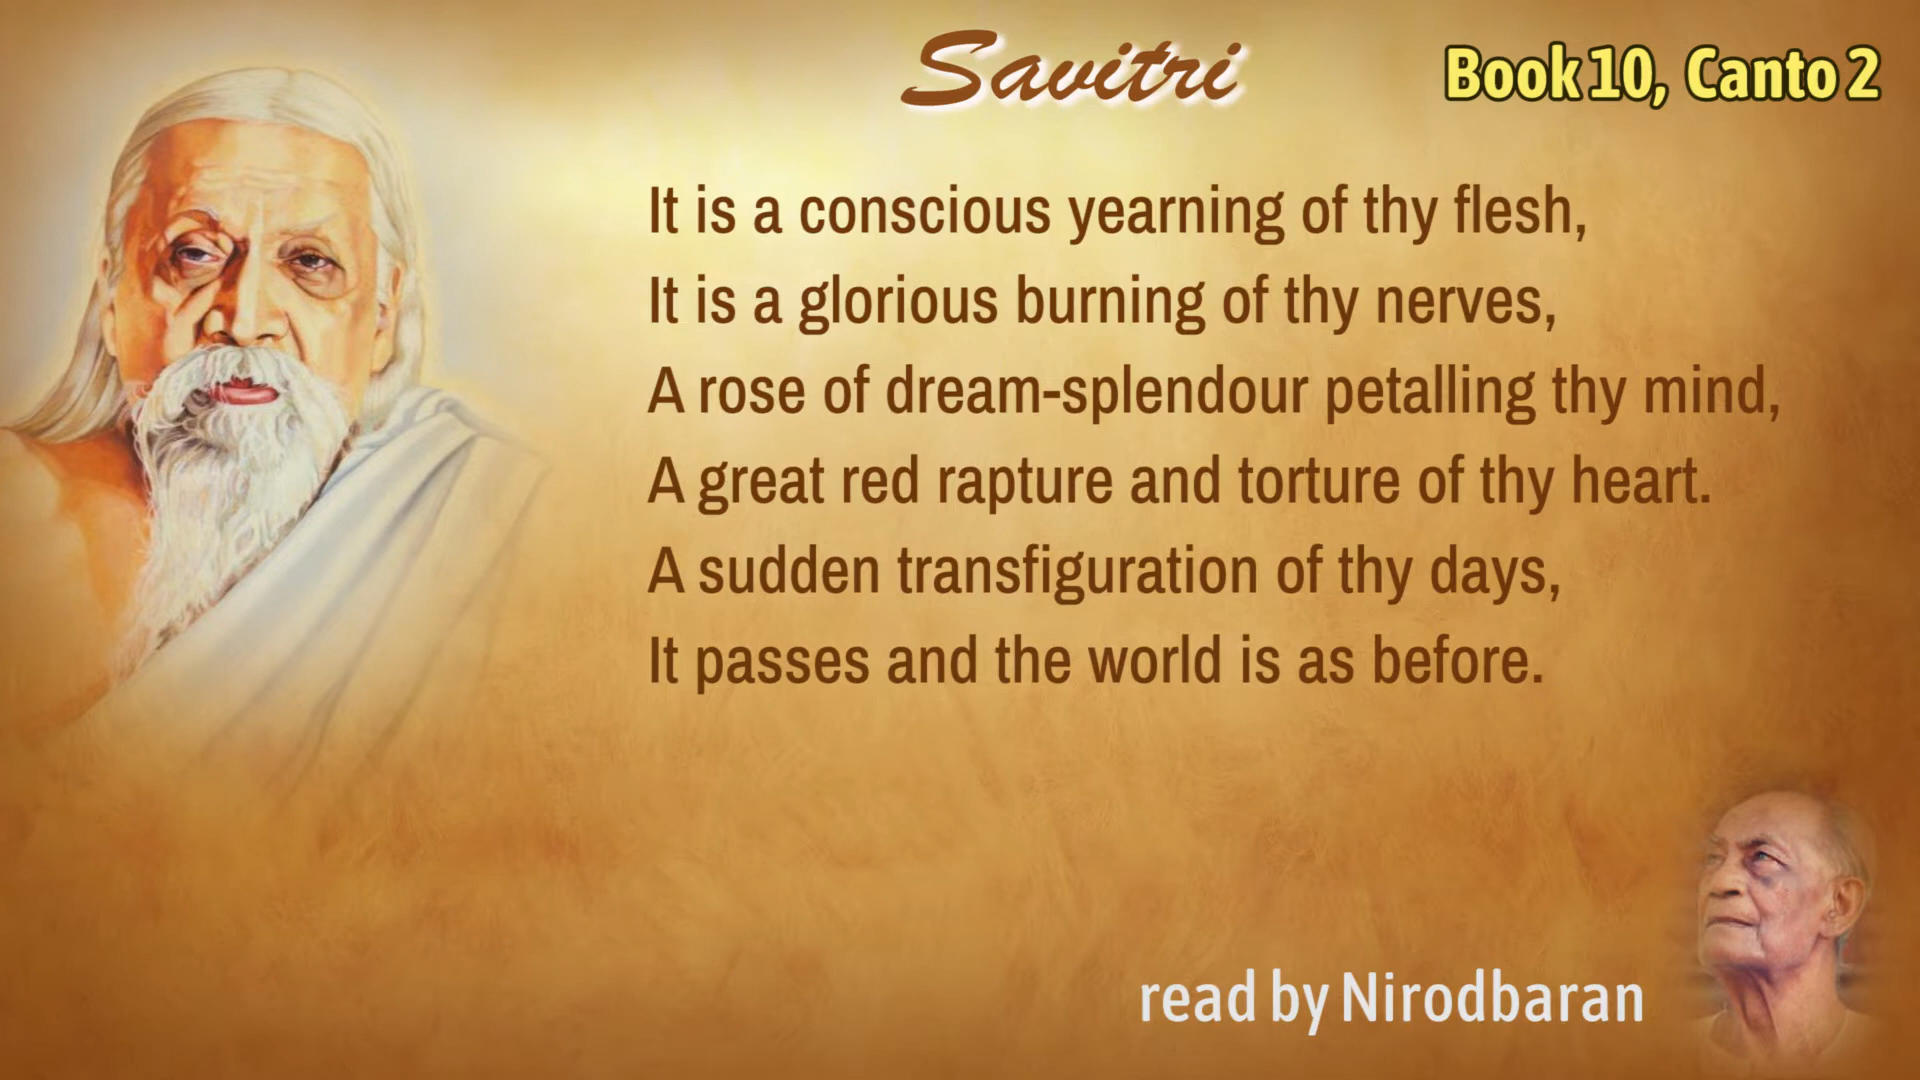 Savitri
Book 10, Canto 2
It is a conscious yearning of thy flesh,
It is a glorious burning of thy nerves,
A rose of dream-splendour petalling thy mind,
A great red rapture and torture of thy heart.
A sudden transfiguration of thy days,
It passes and the world is as before.
read by Nirodbaran